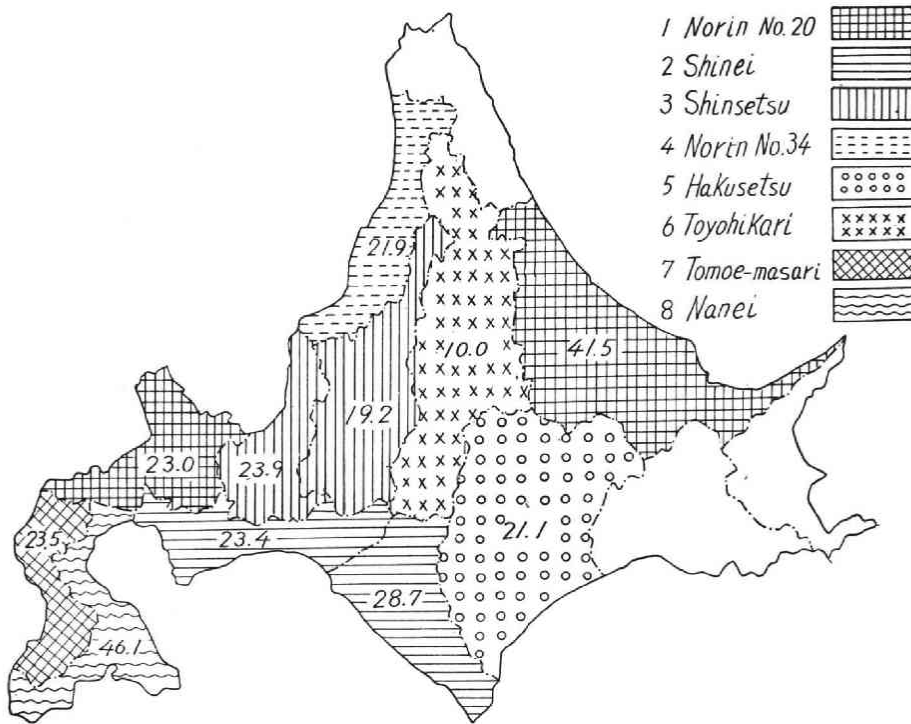 1 Norin No.20
2 Shinei
3 Shinsetsu
4 Norin No.34
5 Hakusetsu
6 Toyohikari
7 Tomoe-masari
8 Nanei
21.9
10.0
41.5
19.2
23.0
23.9
23.5
23.4
21.1
28.7
46.1